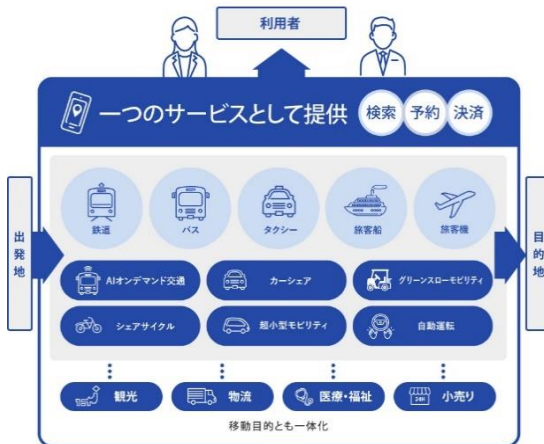 利用者
一つのサービスとして提供 検索 予約 決済
出発地
目的地
鉄道 バス タクシー 旅客船 旅客機
AIオンデマンド交通 カーシェア グリーンスローモビリティ
シェアサイクル 超小型モビリティ 自動運転
観光 物流 医療・福祉 小売り
24H
移動目的とも一体化